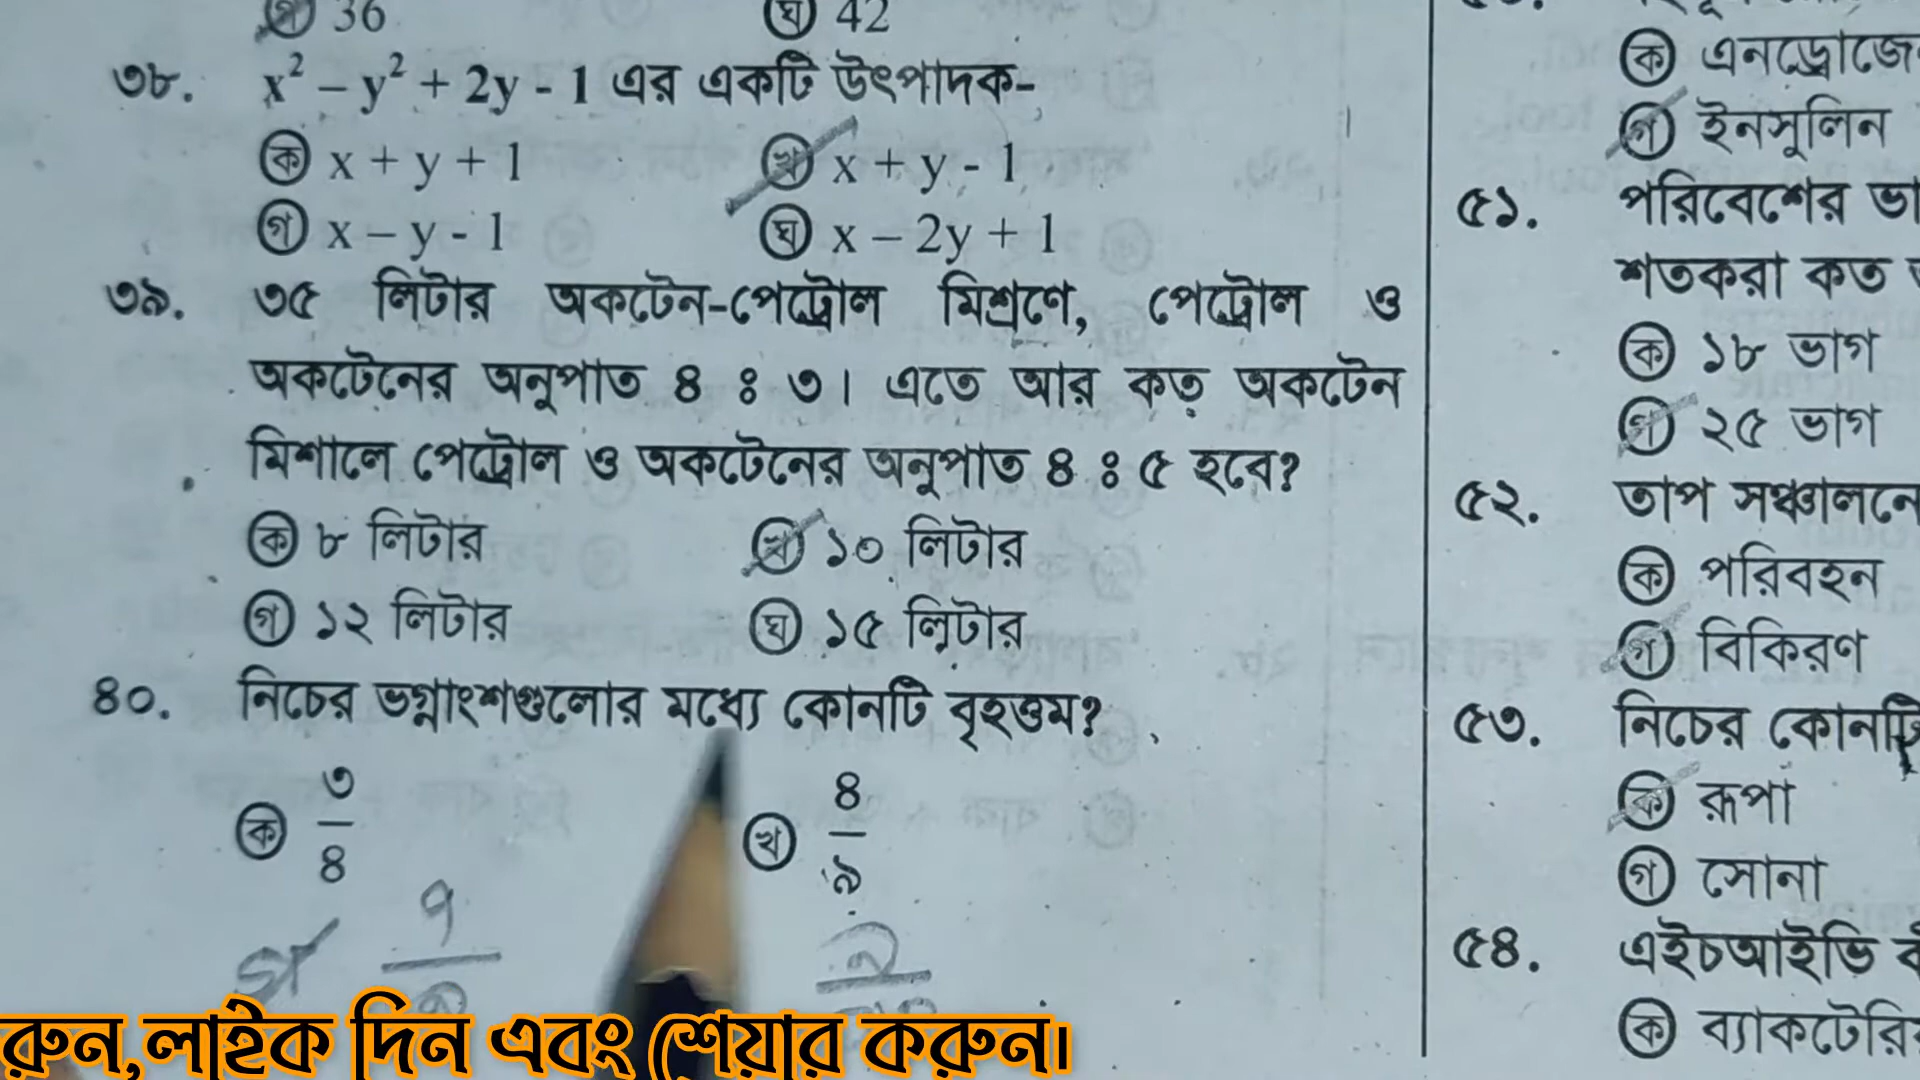 গ 36 ঘ 42
৩৮. x² – y² + 2y - 1 এর একটি উৎপাদক-
ক x + y + 1 খ x + y - 1
গ x – y - 1 ঘ x – 2y + 1
৩৯. ৩৫ লিটার অকটেন-পেট্রোল মিশ্রণে, পেট্রোল ও
অকটেনের অনুপাত ৪ ঃ ৩। এতে আর কত অকটেন
মিশালে পেট্রোল ও অকটেনের অনুপাত ৪ ঃ ৫ হবে?
ক ৮ লিটার খ ১০ লিটার
গ ১২ লিটার ঘ ১৫ লিটার
৪০. নিচের ভগ্নাংশগুলোর মধ্যে কোনটি বৃহত্তম?
ক ৩/৪ খ ৪/৯
গ ৭
ক এনড্রোজে
গ ইনসুলিন
৫১. পরিবেশের
শতকরা কত
ক ১৮ ভাগ
গ ২৫ ভাগ
৫২. তাপ সঞ্চালনে
ক পরিবহন
গ বিকিরণ
৫৩. নিচের কোনটি
ক রূপা
গ সোনা
৫৪. এইচআইভি
ক ব্যাকটেরি
রুন,লাইক দিন এবং শেয়ার করুন।